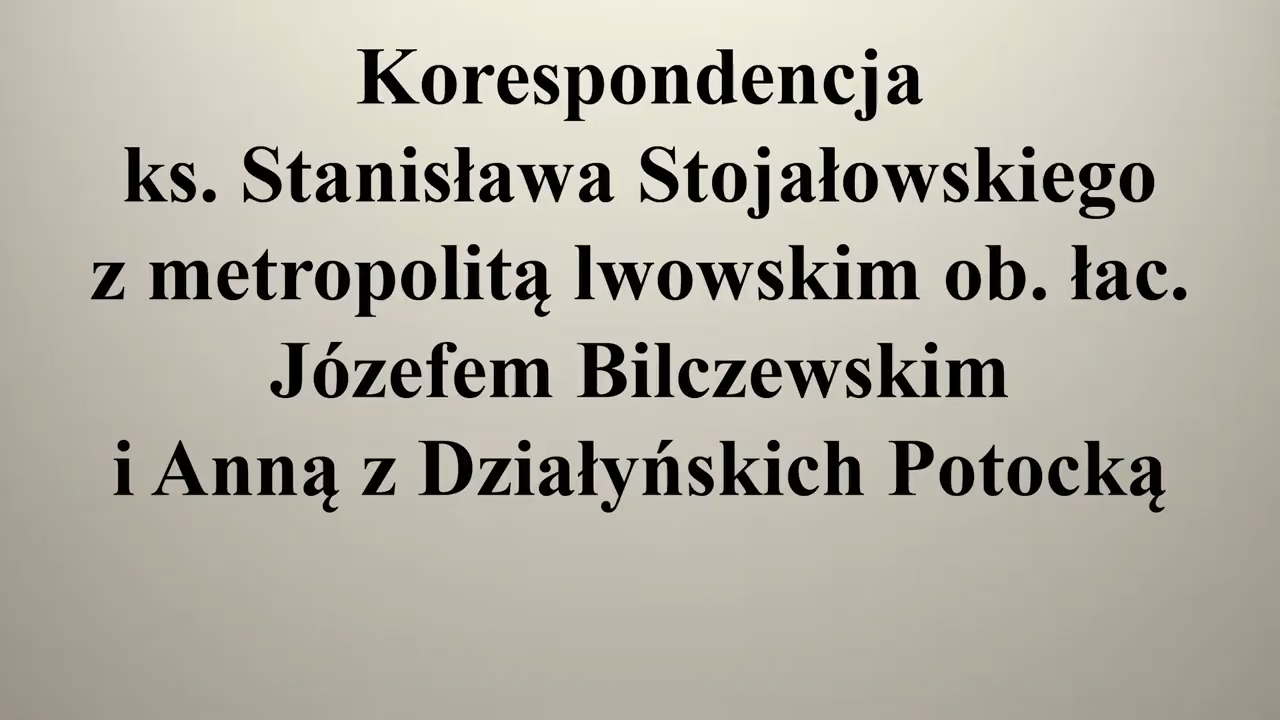 Korespondencja
ks. Stanisława Stojałowskiego
z metropolitą lwowskim ob. łac.
Józefem Bilczewskim
i Anną z Działyńskich Potocką